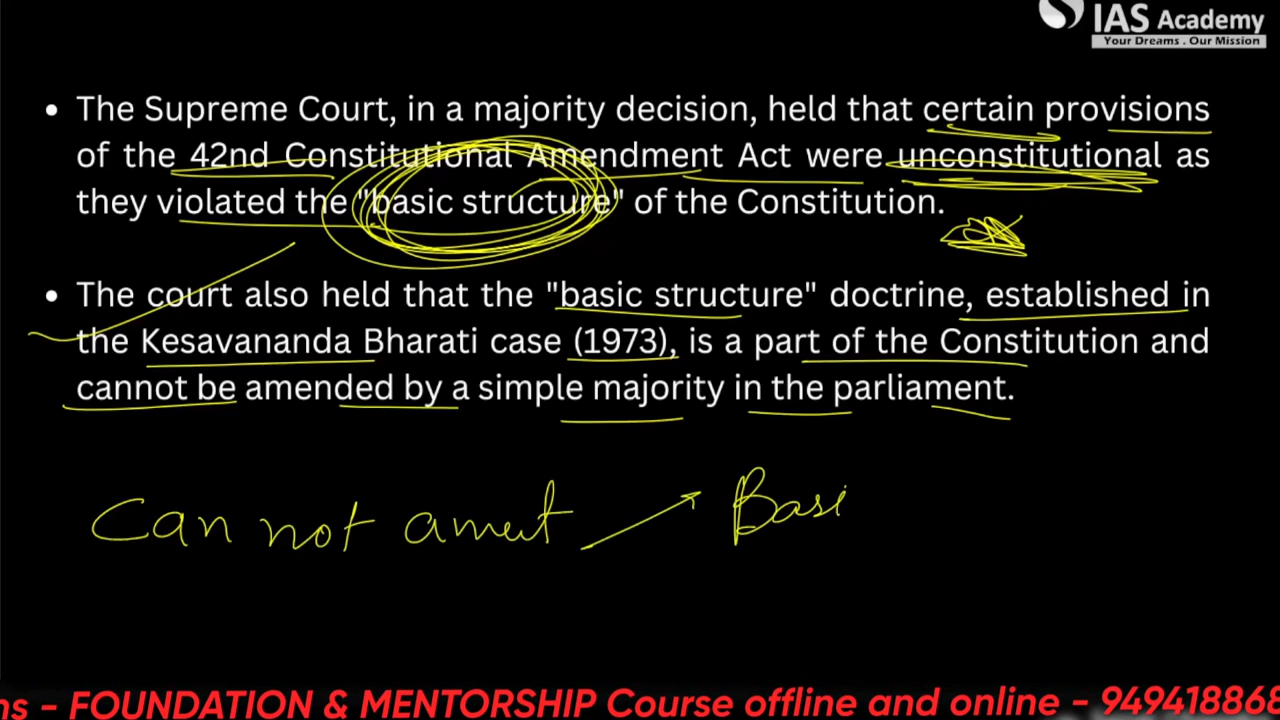 IAS Academy
Your Dreams . Our Mission
• The Supreme Court, in a majority decision, held that certain provisions
of the 42nd Constitutional Amendment Act were unconstitutional as
they violated the "basic structure" of the Constitution.
• The court also held that the "basic structure" doctrine, established in
the Kesavananda Bharati case (1973), is a part of the Constitution and
cannot be amended by a simple majority in the parliament.
Can not Basi
ns - FOUNDATION & MENTORSHIP Course offline and online - 949418868